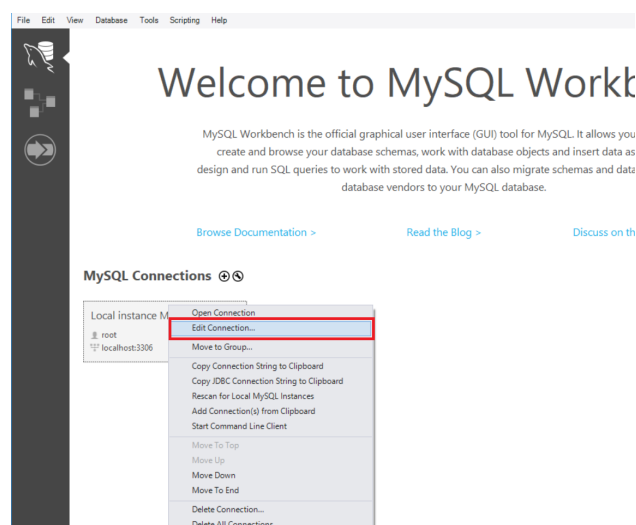 File Edit View Database Tools Scripting Help
Welcome to MySQL
MySQL Workbench is the official graphical user interface (GUI) tool for MySQL. It allows you
create and browse your database schemas, work with database objects and insert data as
design and run SQL queries to work with stored data. You can also migrate schemas and data
database vendors to your MySQL database.
Browse Documentation > Read the Blog > Discuss on
MySQL Connections
Local instance
root
localhost:3306
Open Connection
Edit Connection...
Move to Group...
Copy Connection String to Clipboard
Copy JDBC Connection String to Clipboard
Rescan for Local MySQL Instances
Add Connection(s) from Clipboard
Start Command Line Client
Move To Top
Move Up
Move Down
Move To End
Delete Connection...
Delete All Connections